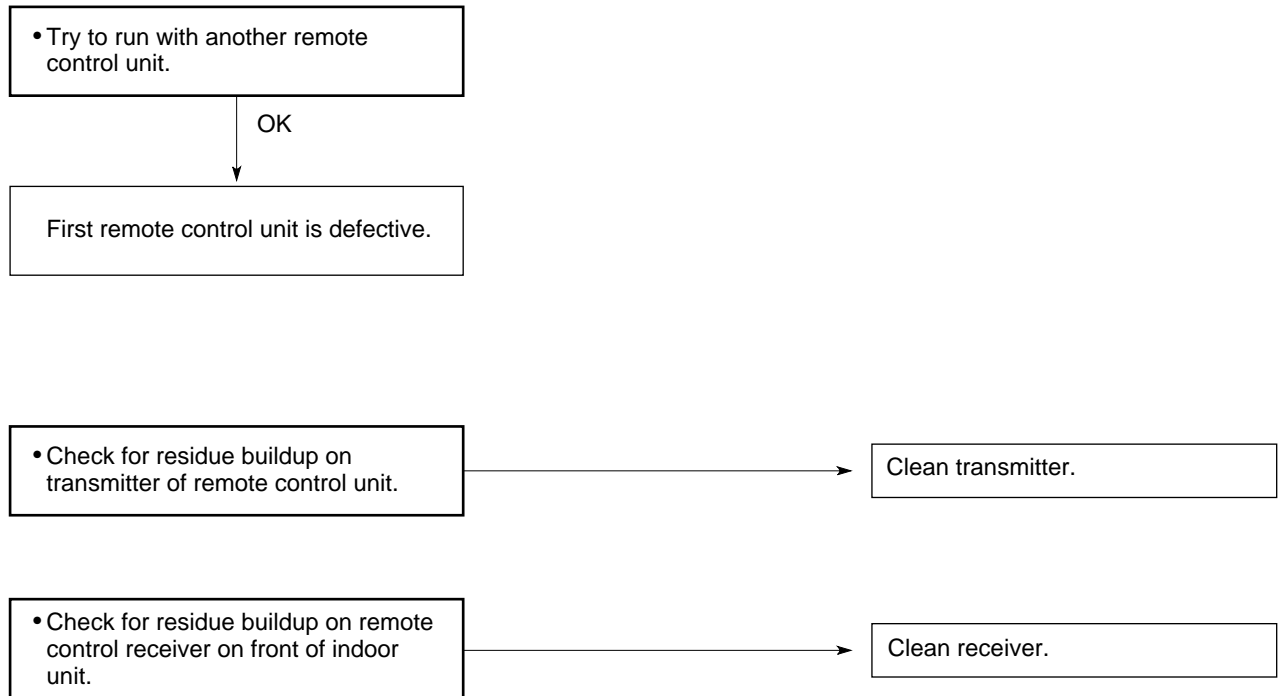 • Try to run with another remote
control unit.
OK
First remote control unit is defective.
• Check for residue buildup on
transmitter of remote control unit.
Clean transmitter.
• Check for residue buildup on remote
control receiver on front of indoor
unit.
Clean receiver.